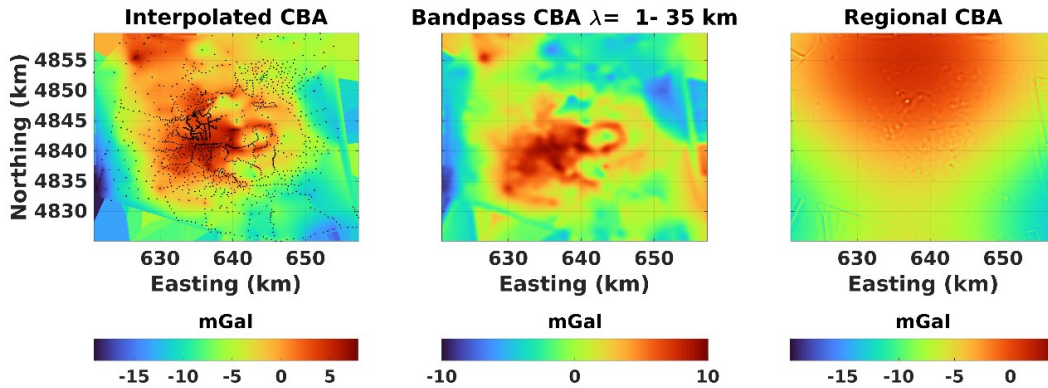 Interpolated CBA
Bandpass CBA λ= 1- 35 km
Regional CBA
Northing (km)
4855
4850
4845
4840
4835
4830
630 640 650
630 640 650
630 640 650
Easting (km)
Easting (km)
Easting (km)
mGal
mGal
mGal
-15 -10 -5 0 5
-10 0 10
-15 -10 -5 0